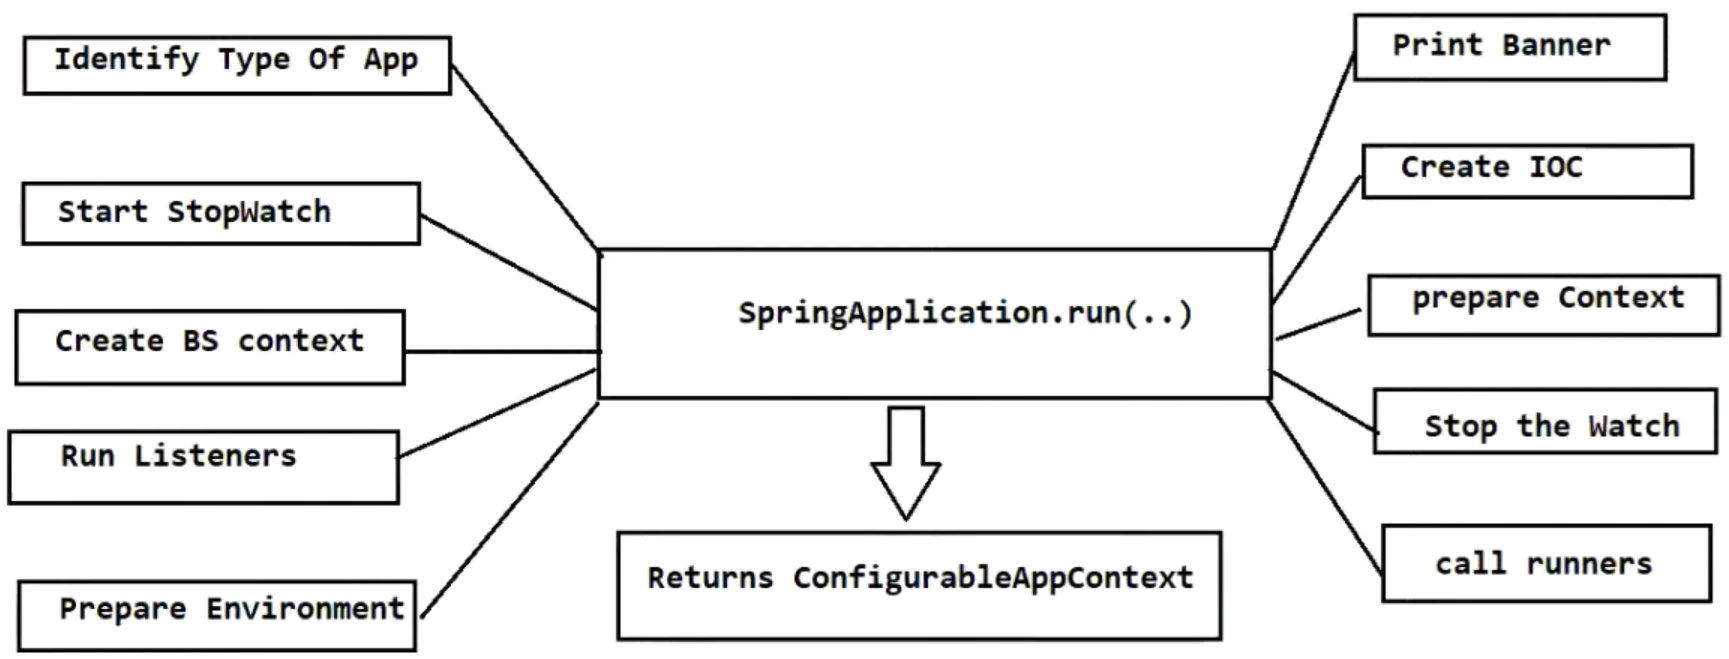 Identify Type Of App
Start StopWatch
Create BS context
Run Listeners
Prepare Environment
SpringApplication.run(..)
Returns ConfigurableAppContext
Print Banner
Create IOC
prepare Context
Stop the Watch
call runners